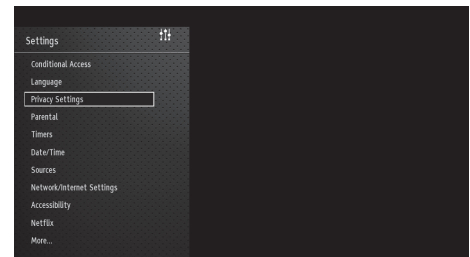 Settings
Conditional Access
Language
Privacy Settings
Parental
Timers
Date/Time
Sources
Network/Internet Settings
Accessibility
Netflix
More...